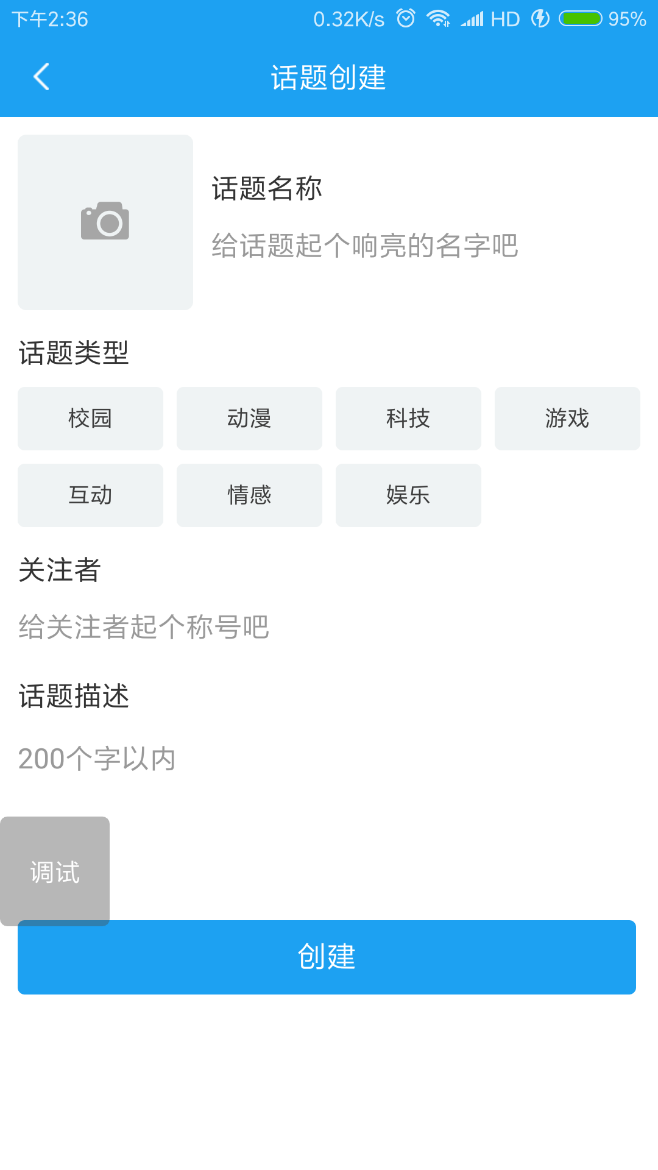 下午2:36 0.32K/s HD 95%
话题创建
话题名称
给话题起个响亮的名字吧
话题类型
校园 动漫 科技 游戏
互动 情感 娱乐
关注者
给关注者起个称号吧
话题描述
200个字以内
调试
创建